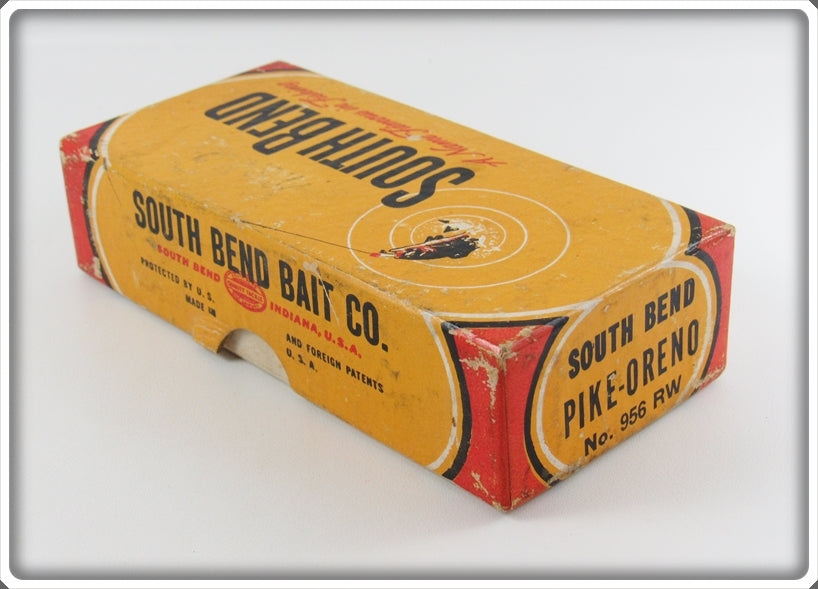 SOUTH BEND
A Name Famous in Fishing
SOUTH BEND BAIT CO.
SOUTH BEND INDIANA, U.S.A.
PROTECTED BY U.S. AND FOREIGN PATENTS
MADE IN U.S.A.
SOUTH BEND
PIKE-ORENO
No. 956 RW